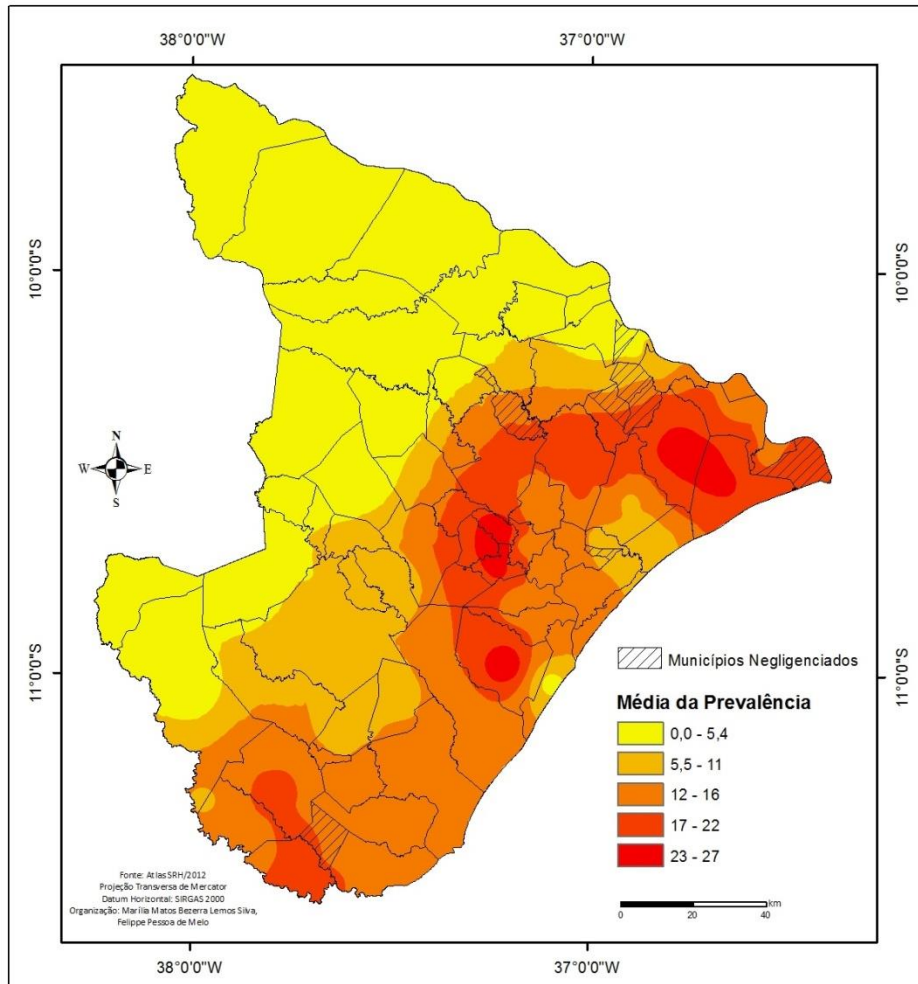 38°0'0"W
37°0'0"W
10°0'0"S
10°0'0"S
N
W
E
S
11°0'0"S
11°0'0"S
Municípios Negligenciados
Média da Prevalência
0,0 - 5,4
5,5 - 11
12 - 16
17 - 22
23 - 27
Fonte: Atlas SRH/2012
Projeção Transversa de Mercator
Datum Horizontal: SIRGAS 2000
Organização: Marília Matos Bezerra Lemos Silva,
Felippe Pessoa de Melo
km
0
20
40
38°0'0"W
37°0'0"W